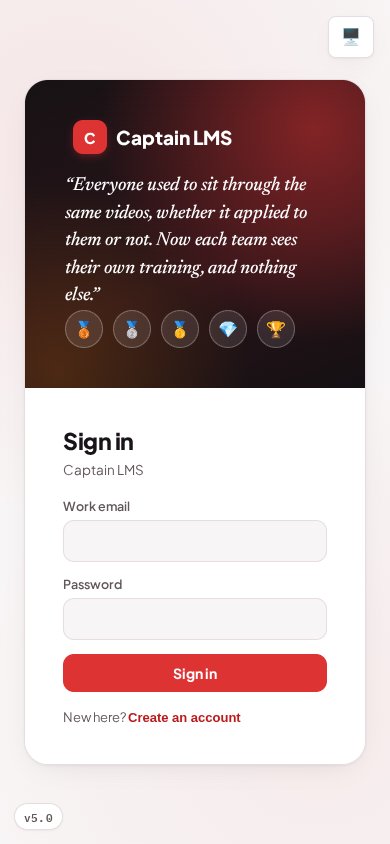 C Captain LMS
“Everyone used to sit through the
same videos, whether it applied to
them or not. Now each team sees
their own training, and nothing
else.”
Sign in
Captain LMS
Work email
Password
Sign in
New here? Create an account
v5.0